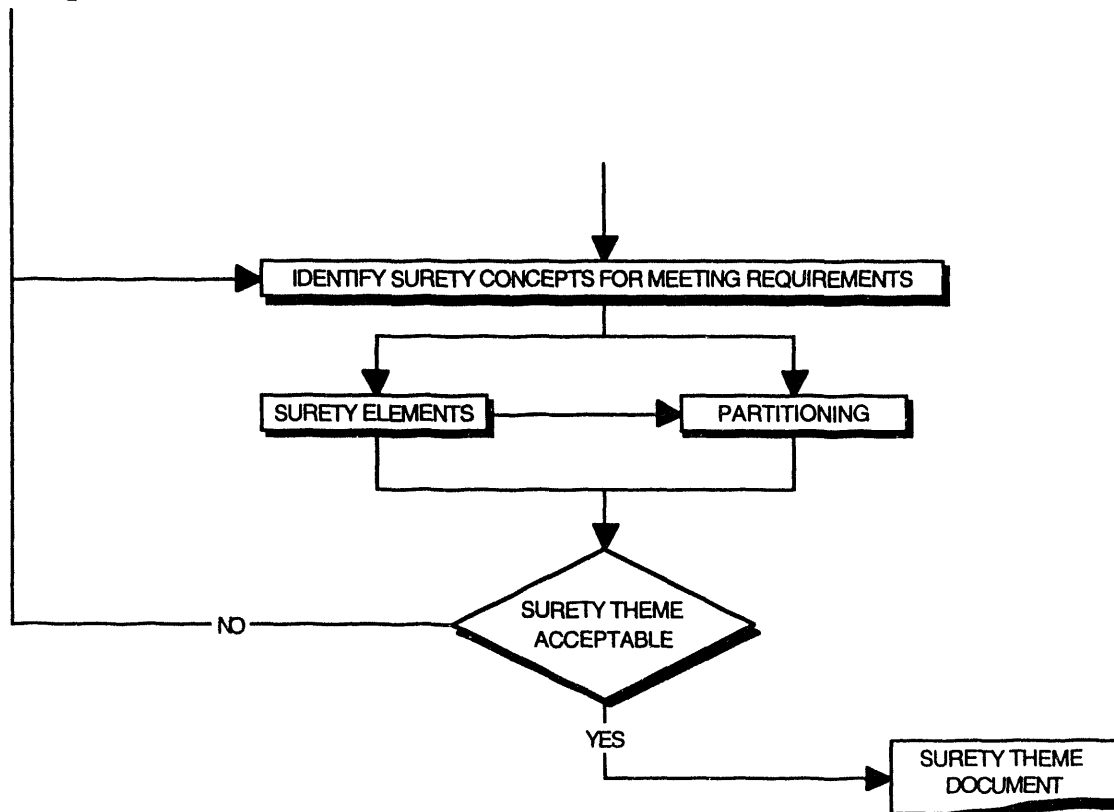 IDENTIFY SURETY CONCEPTS FOR MEETING REQUIREMENTS
SURETY ELEMENTS
PARTITIONING
SURETY THEME
ACCEPTABLE
NO
YES
SURETY THEME
DOCUMENT